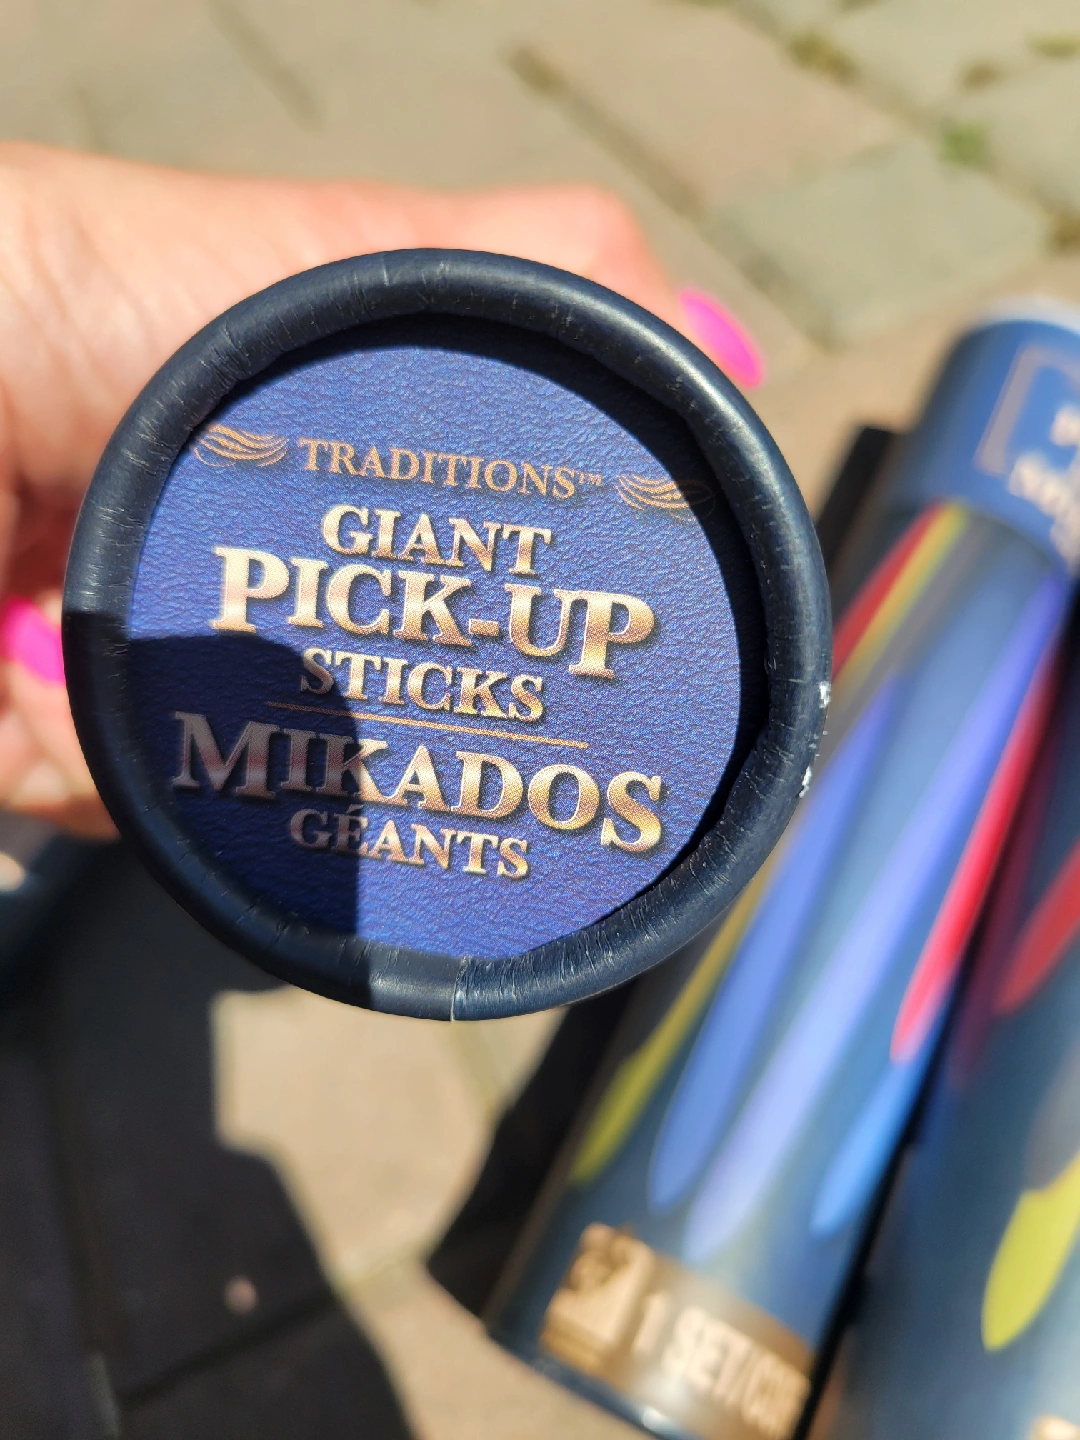 TRADITIONS™
GIANT
PICK-UP
STICKS
MIKADOS
GÉANTS
1 SET/